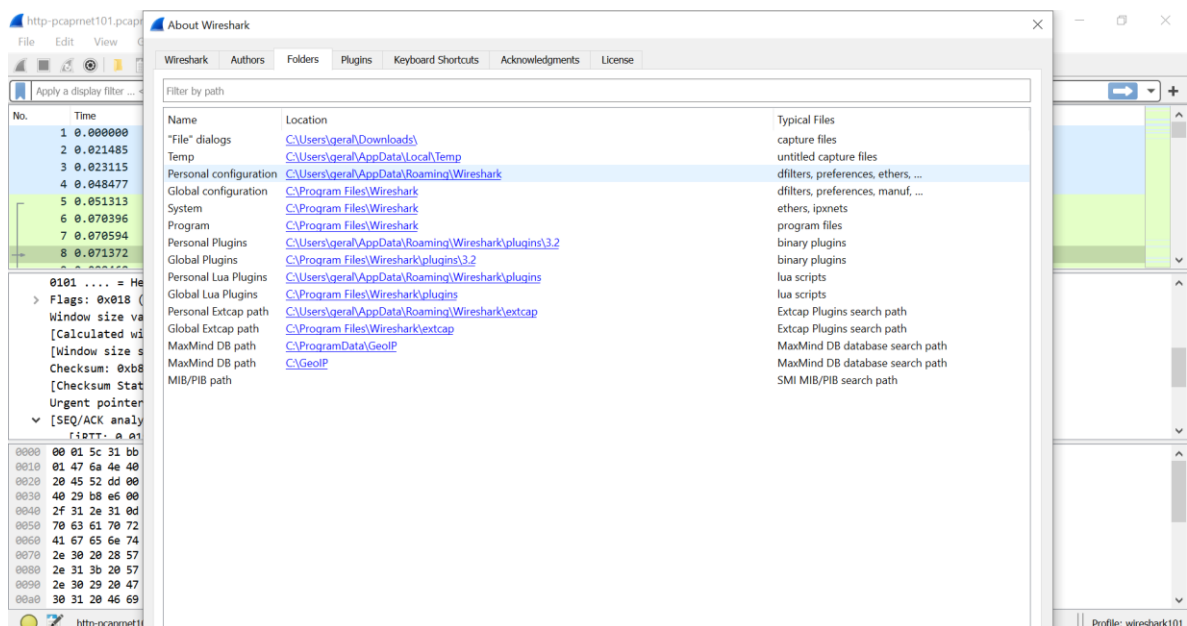 http-pcaprnet101.pcapr
About Wireshark
File Edit View
Wireshark Authors Folders Plugins Keyboard Shortcuts Acknowledgments License
Apply a display filter ...
Filter by path
No. Time
1 0.000000
2 0.021485
3 0.023115
4 0.048477
5 0.051313
6 0.070396
7 0.070594
8 0.071372
Name Location Typical Files
"File" dialogs C:\Users\geral\Downloads\ capture files
Temp C:\Users\geral\AppData\Local\Temp untitled capture files
Personal configuration C:\Users\geral\AppData\Roaming\Wireshark dfilters, preferences, ethers, ...
Global configuration C:\Program Files\Wireshark dfilters, preferences, manuf, ...
System C:\Program Files\Wireshark ethers, ipxnets
Program C:\Program Files\Wireshark program files
Personal Plugins C:\Users\geral\AppData\Roaming\Wireshark\plugins\3.2 binary plugins
Global Plugins C:\Program Files\Wireshark\plugins\3.2 binary plugins
Personal Lua Plugins C:\Users\geral\AppData\Roaming\Wireshark\plugins lua scripts
Global Lua Plugins C:\Program Files\Wireshark\plugins lua scripts
Personal Extcap path C:\Users\geral\AppData\Roaming\Wireshark\extcap Extcap Plugins search path
Global Extcap path C:\Program Files\Wireshark\extcap Extcap Plugins search path
MaxMind DB path C:\ProgramData\GeoIP MaxMind DB database search path
MaxMind DB path C:\GeoIP MaxMind DB database search path
MIB/PIB path SMI MIB/PIB search path
0101 .... = He
Flags: 0x018 (
Window size va
[Calculated wi
[Window size s
Checksum: 0xb8
[Checksum Stat
Urgent pointer
[SEQ/ACK analy
[iRTT: 0.01
0000 00 01 5c 31 bb
0010 01 47 6a 4e 40
0020 20 45 52 dd 00
0030 40 29 b8 e6 00
0040 2f 31 2e 31 0d
0050 70 63 61 70 72
0060 41 67 65 6e 74
0070 2e 30 20 28 57
0080 2e 31 3b 20 57
0090 2e 30 29 20 47
00a0 30 31 20 46 69
http-pcaprnet1
Profile: wireshark101